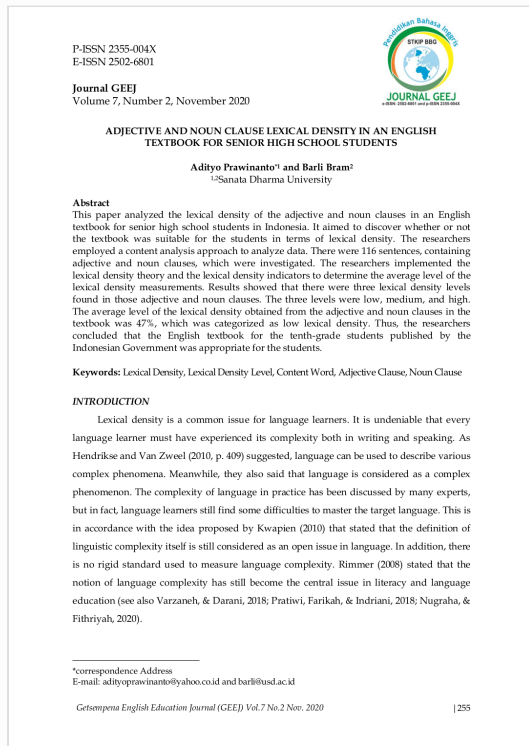 P-ISSN 2355-004X
E-ISSN 2502-6801
Journal GEEJ
Volume 7, Number 2, November 2020
Pendidikan Bahasa Inggris
STKIP BBG
JOURNAL GEEJ
e-ISSN 2502-6801 and p-ISSN 2355-004X
ADJECTIVE AND NOUN CLAUSE LEXICAL DENSITY IN AN ENGLISH
TEXTBOOK FOR SENIOR HIGH SCHOOL STUDENTS
Adityo Prawinanto*1 and Barli Bram2
1,2Sanata Dharma University
Abstract
This paper analyzed the lexical density of the adjective and noun clauses in an English
textbook for senior high school students in Indonesia. It aimed to discover whether or not
the textbook was suitable for the students in terms of lexical density. The researchers
employed a content analysis approach to analyze data. There were 116 sentences, containing
adjective and noun clauses, which were investigated. The researchers implemented the
lexical density theory and the lexical density indicators to determine the average level of the
lexical density measurements. Results showed that there were three lexical density levels
found in those adjective and noun clauses. The three levels were low, medium, and high.
The average level of the lexical density obtained from the adjective and noun clauses in the
textbook was 47%, which was categorized as low lexical density. Thus, the researchers
concluded that the English textbook for the tenth-grade students published by the
Indonesian Government was appropriate for the students.
Keywords: Lexical Density, Lexical Density Level, Content Word, Adjective Clause, Noun Clause
INTRODUCTION
Lexical density is a common issue for language learners. It is undeniable that every
language learner must have experienced its complexity both in writing and speaking. As
Hendrikse and Van Zweel (2010, p. 409) suggested, language can be used to describe various
complex phenomena. Meanwhile, they also said that language is considered as a complex
phenomenon. The complexity of language in practice has been discussed by many experts,
but in fact, language learners still find some difficulties to master the target language. This is
in accordance with the idea proposed by Kwapien (2010) that stated that the definition of
linguistic complexity itself is still considered as an open issue in language. In addition, there
is no rigid standard used to measure language complexity. Rimmer (2008) stated that the
notion of language complexity has still become the central issue in literacy and language
education (see also Varzaneh, & Darani, 2018; Pratiwi, Farikah, & Indriani, 2018; Nugraha, &
Fithriyah, 2020).
*correspondence Address
E-mail: adityoprawinanto@yahoo.co.id and barli@usd.ac.id
Getsempena English Education Journal (GEEJ) Vol.7 No.2 Nov. 2020 |255